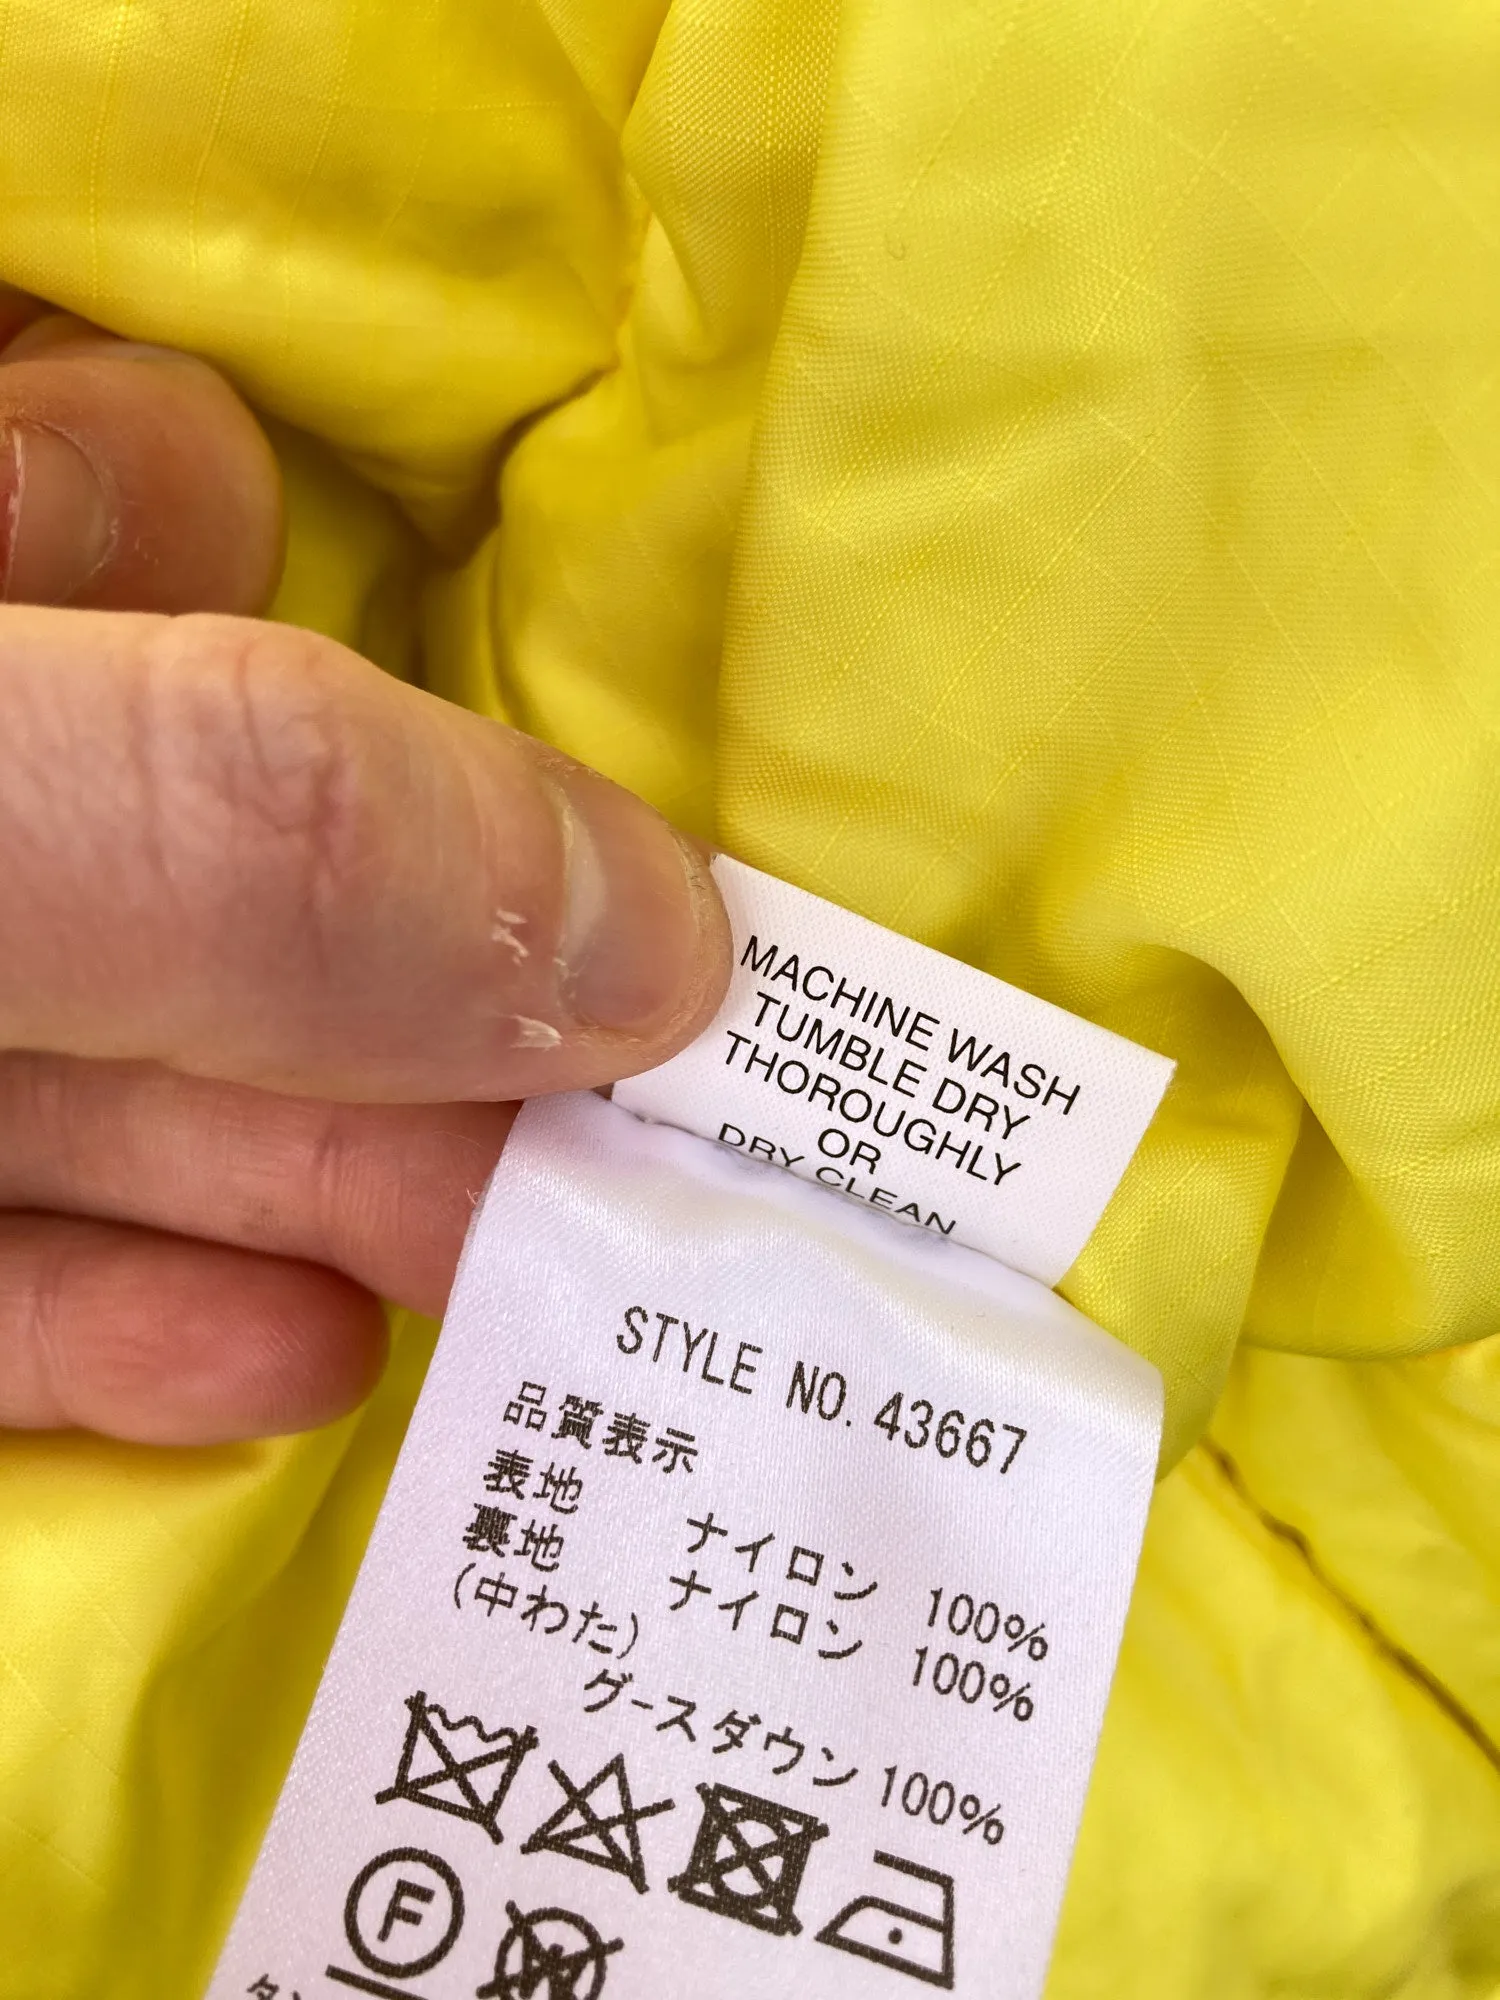 MACHINE WASH
TUMBLE DRY
THOROUGHLY
OR
DRY CLEAN
STYLE NO. 43667
品質表示
表地 ナイロン 100%
裏地 ナイロン 100%
(中わた)
グースダウン 100%
F
W